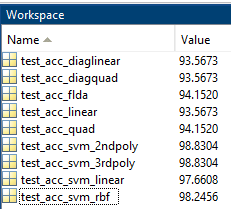 Workspace
Name Value
test_acc_diaglinear 93.5673
test_acc_diagquad 93.5673
test_acc_flda 94.1520
test_acc_linear 93.5673
test_acc_quad 94.1520
test_acc_svm_2ndpoly 98.8304
test_acc_svm_3rdpoly 98.8304
test_acc_svm_linear 97.6608
test_acc_svm_rbf 98.2456